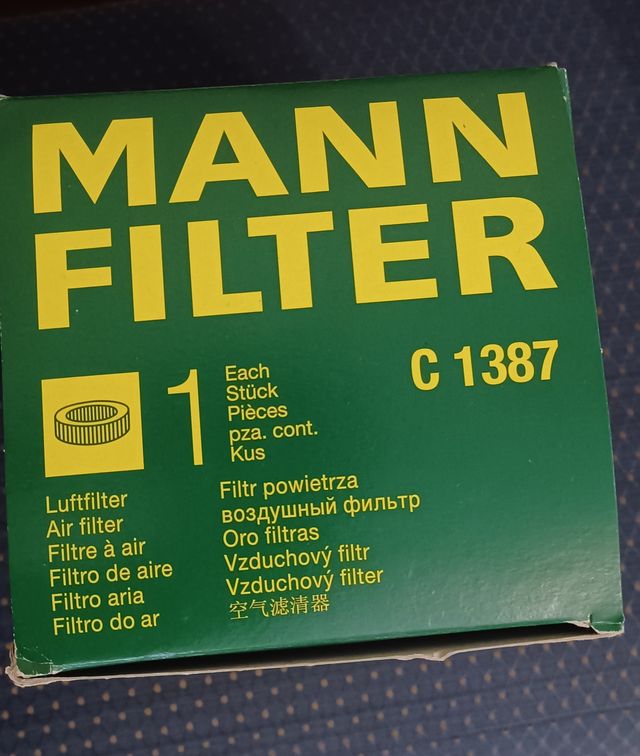 MANN
FILTER
C 1387
1
Each
Stück
Pièces
pza. cont.
Kus
Luftfilter
Air filter
Filtre à air
Filtro de aire
Filtro aria
Filtro do ar
Filtr powietrza
воздушный фильтр
Oro filtras
Vzduchový filtr
Vzduchový filter
空气滤清器